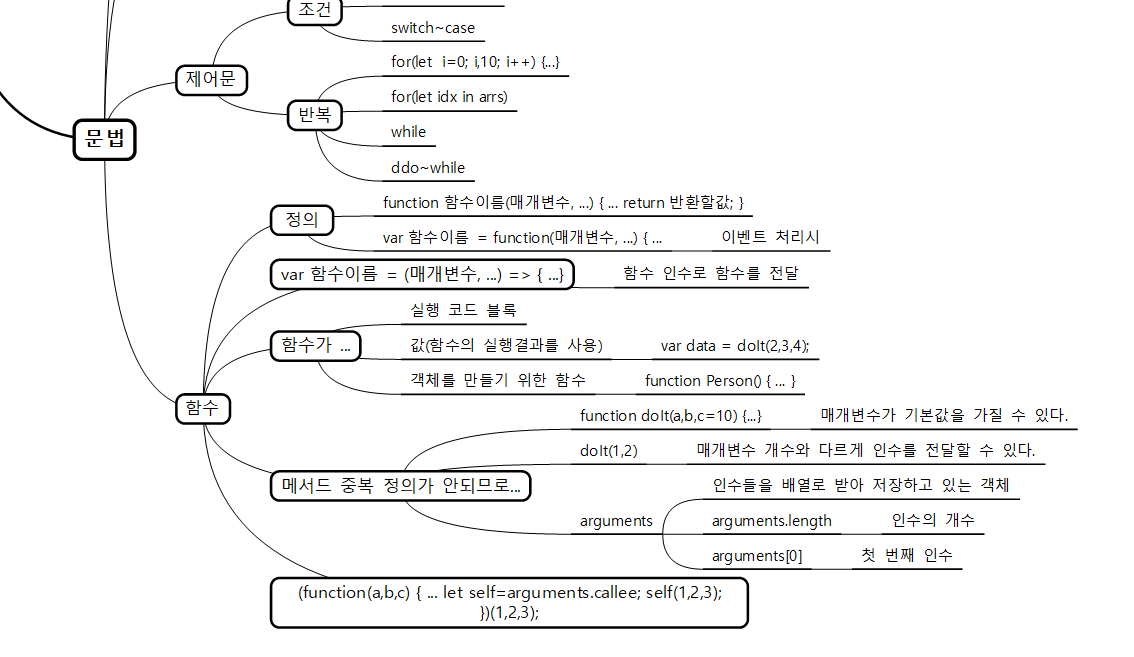 조건
switch~case
for(let i=0; i,10; i++) {...}
제어문
for(let idx in arrs)
반복
while
문법
ddo~while
function 함수이름(매개변수, ...) { ... return 반환할값; }
정의
var 함수이름 = function(매개변수, ...) { ...
이벤트 처리시
var 함수이름 = (매개변수, ...) => { ...}
함수 인수로 함수를 전달
실행 코드 블록
함수가 ...
값(함수의 실행결과를 사용)
var data = doIt(2,3,4);
객체를 만들기 위한 함수
function Person() { ... }
함수
function doIt(a,b,c=10) {...}
매개변수가 기본값을 가질 수 있다.
doIt(1,2)
매개변수 개수와 다르게 인수를 전달할 수 있다.
메서드 중복 정의가 안되므로...
인수들을 배열로 받아 저장하고 있는 객체
arguments
arguments.length
인수의 개수
arguments[0]
첫 번째 인수
(function(a,b,c) { ... let self=arguments.callee; self(1,2,3);
})(1,2,3);